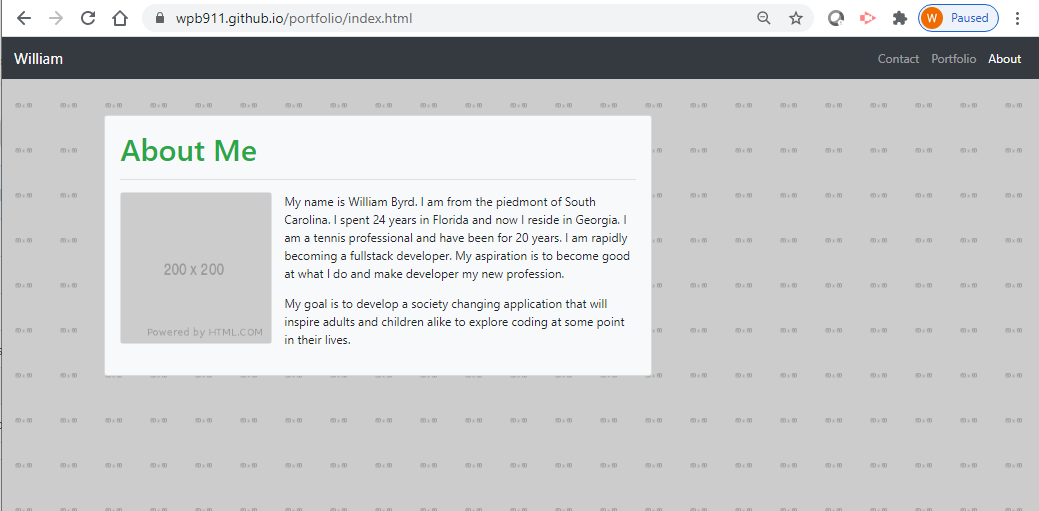 wpb911.github.io/portfolio/index.html
W Paused
William Contact Portfolio About
About Me
My name is William Byrd. I am from the piedmont of South
Carolina. I spent 24 years in Florida and now I reside in Georgia. I
am a tennis professional and have been for 20 years. I am rapidly
becoming a fullstack developer. My aspiration is to become good
at what I do and make developer my new profession.
My goal is to develop a society changing application that will
inspire adults and children alike to explore coding at some point
in their lives.
200 x 200
Powered by HTML.COM